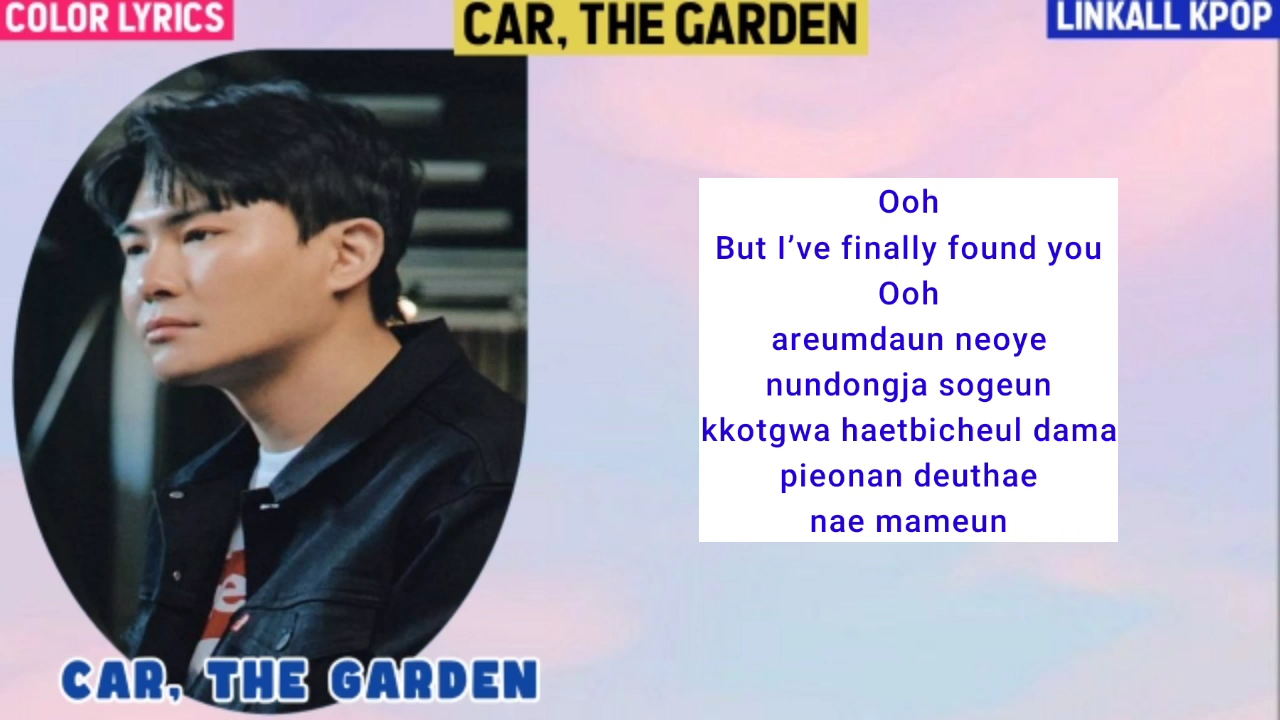 COLOR LYRICS
CAR, THE GARDEN
LINKALL KPOP
Ooh
But I’ve finally found you
Ooh
areumdaun neoye
nundongja sogeun
kkotgwa haetbicheul dama
pieonan deuthae
nae mameun
CAR, THE GARDEN